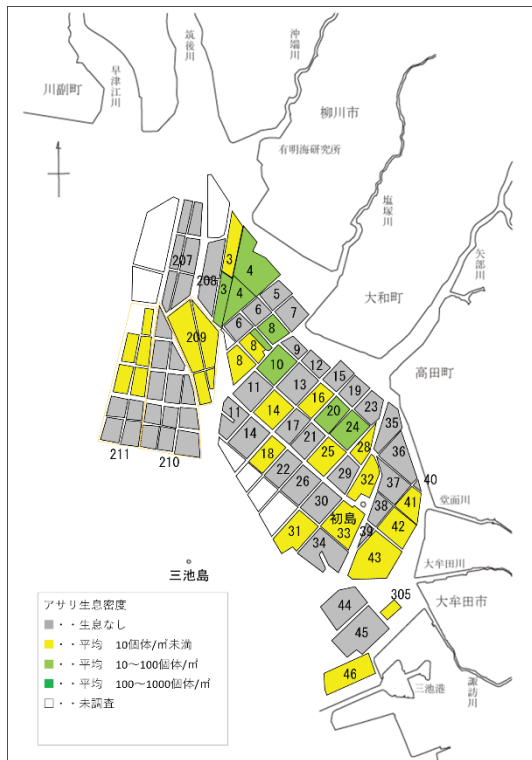 筑後川
沖端川
早津江川
川副町
柳川市
有明海研究所
塩塚川
矢部川
大和町
高田町
207
208
3
4
3
4
5
6
6
7
8
209
8
8
9
10
12
15
11
13
16
19
23
11
14
17
20
24
35
14
21
28
36
18
25
22
29
32
37
40
26
38
41
堂面川
211
210
30
初島
39
42
31
33
34
43
大牟田川
三池島
305
大牟田市
44
45
46
三池港
諏訪川
アサリ生息密度
・・生息なし
・・平均 10個体/㎡未満
・・平均 10～100個体/㎡
・・平均 100～1000個体/㎡
・・未調査